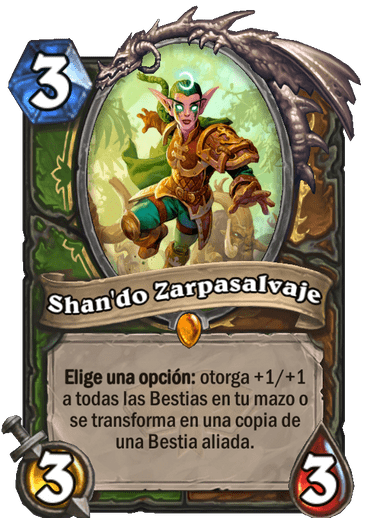 3
Shan'do Zarpasalvaje
Elige una opción: otorga +1/+1
a todas las Bestias en tu mazo o
se transforma en una copia de
una Bestia aliada.
3
3